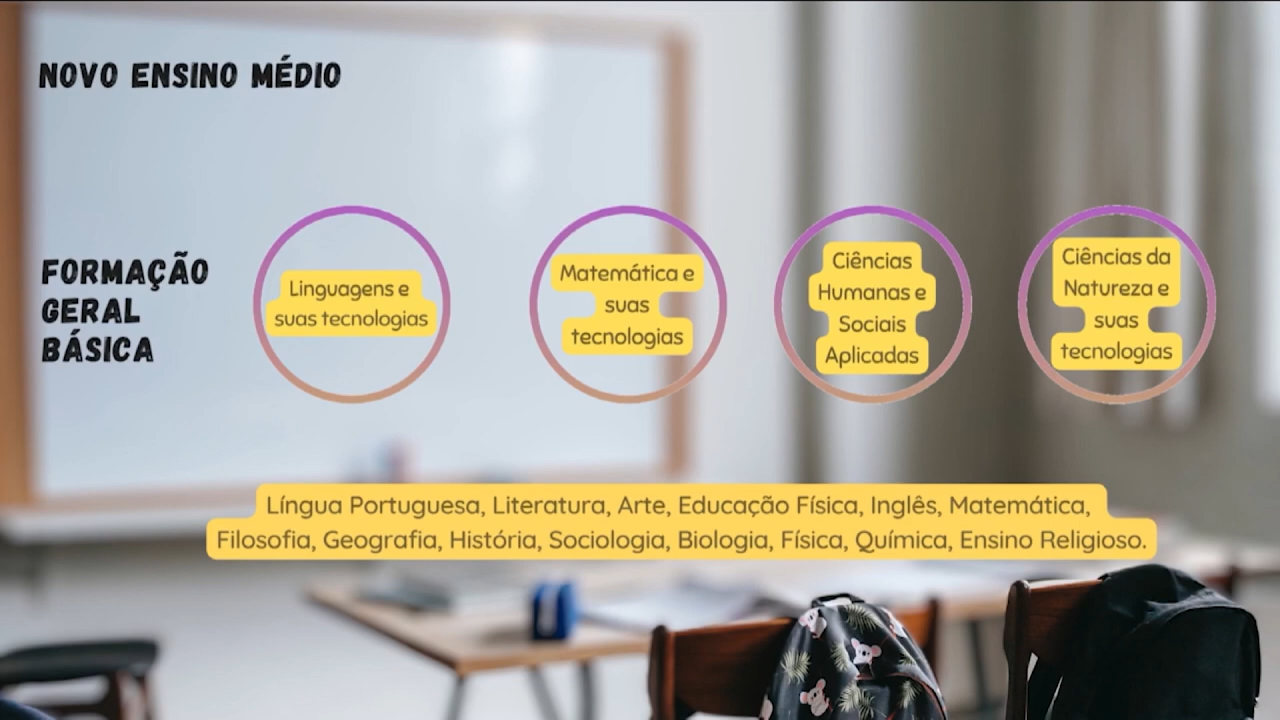 NOVO ENSINO MÉDIO
FORMAÇÃO
GERAL
BÁSICA
Linguagens e
suas tecnologias
Matemática e
suas
tecnologias
Ciências
Humanas e
Sociais
Aplicadas
Ciências da
Natureza e
suas
tecnologias
Língua Portuguesa, Literatura, Arte, Educação Física, Inglês, Matemática,
Filosofia, Geografia, História, Sociologia, Biologia, Física, Química, Ensino Religioso.